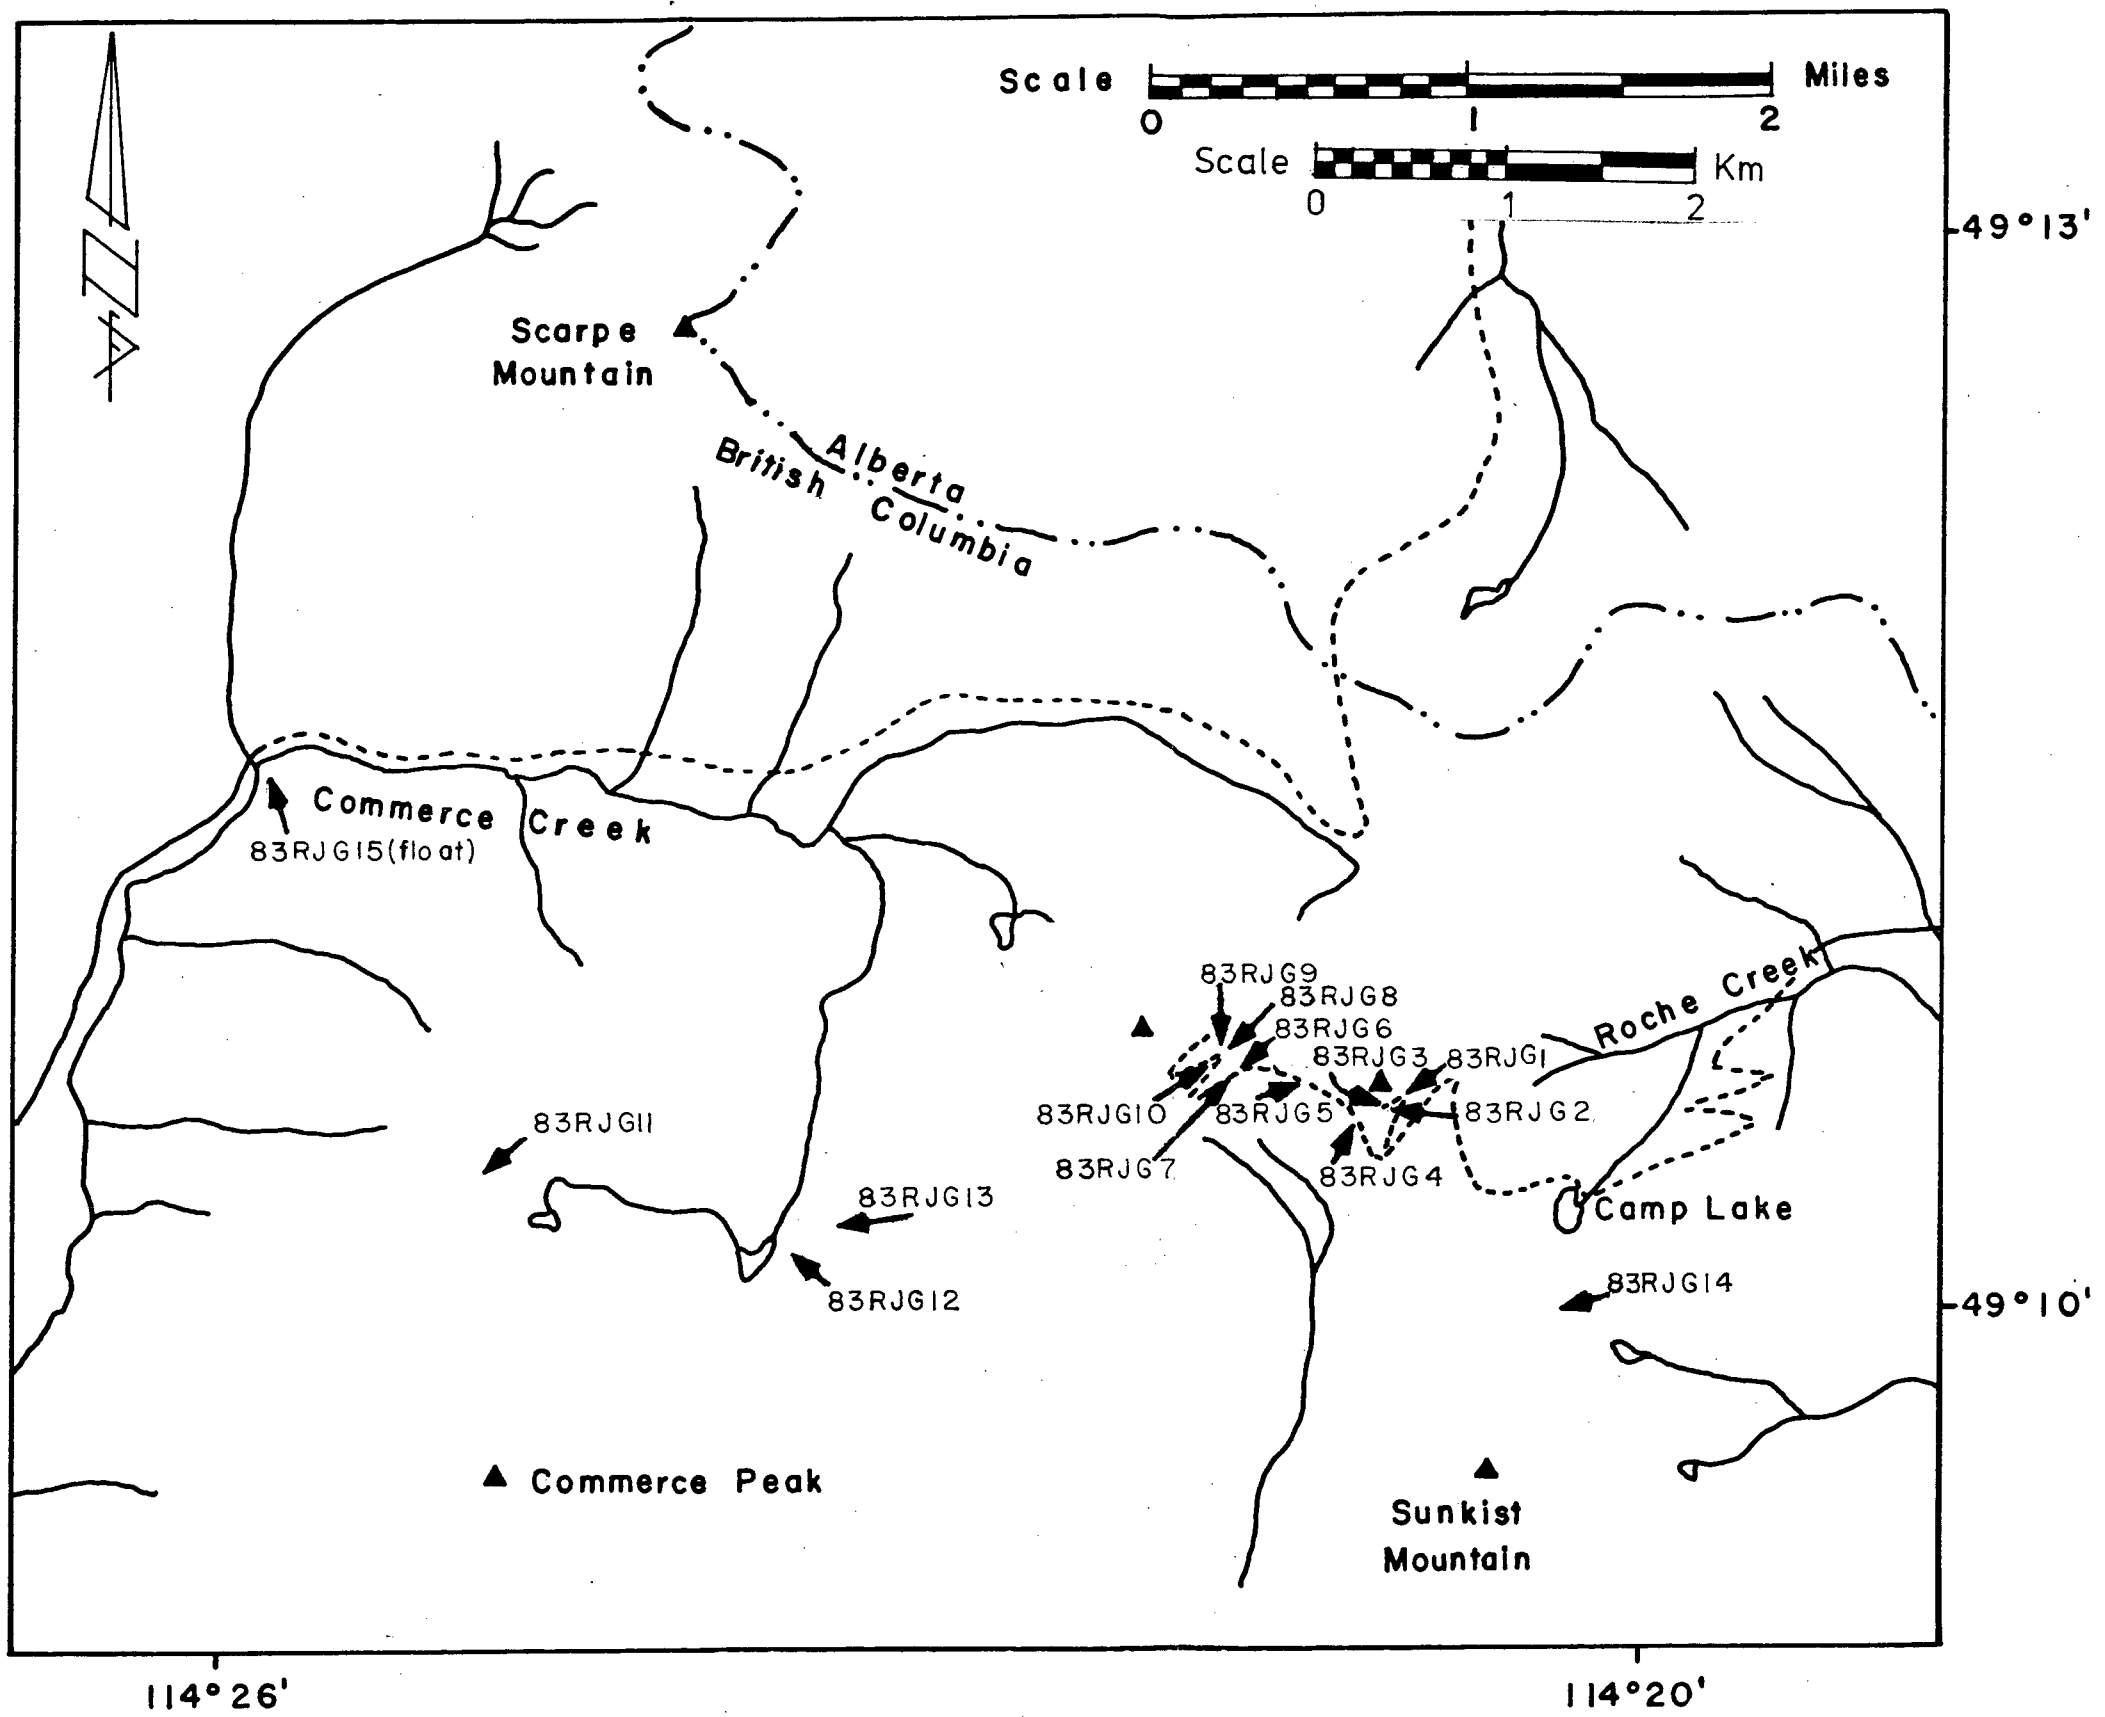 Scale Miles
0 1 2
Scale Km
0 1 2
49°13'
N
Scarpe
Mountain
Alberta
British Columbia
Commerce Creek
83RJG15(float)
83RJG9
83RJG8
83RJG6
83RJG3
83RJG1
Roche Creek
83RJG10
83RJG5
83RJG2
83RJG7
83RJG4
83RJG11
83RJG13
Camp Lake
83RJG12
83RJG14
49°10'
Commerce Peak
Sunkist
Mountain
114°26'
114°20'